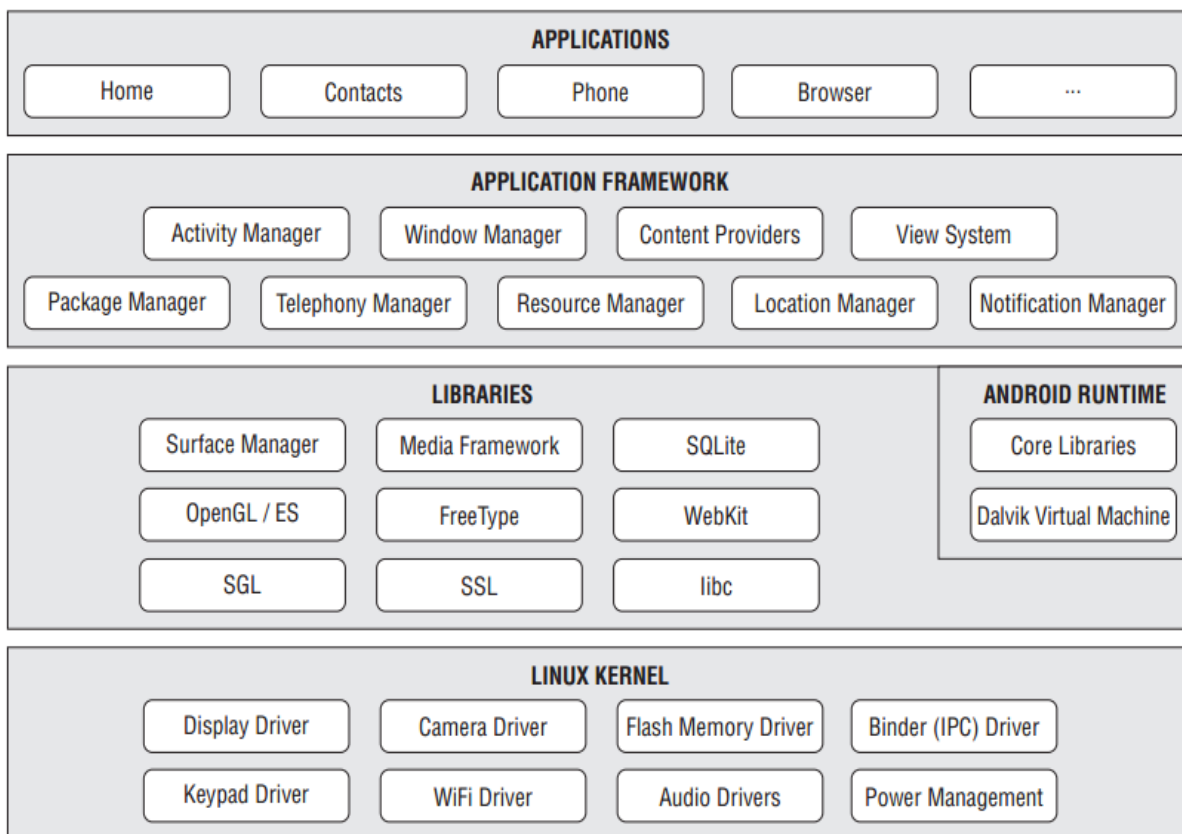 APPLICATIONS
Home Contacts Phone Browser ...
APPLICATION FRAMEWORK
Activity Manager Window Manager Content Providers View System
Package Manager Telephony Manager Resource Manager Location Manager Notification Manager
LIBRARIES ANDROID RUNTIME
Surface Manager Media Framework SQLite Core Libraries
OpenGL / ES FreeType WebKit Dalvik Virtual Machine
SGL SSL libc
LINUX KERNEL
Display Driver Camera Driver Flash Memory Driver Binder (IPC) Driver
Keypad Driver WiFi Driver Audio Drivers Power Management